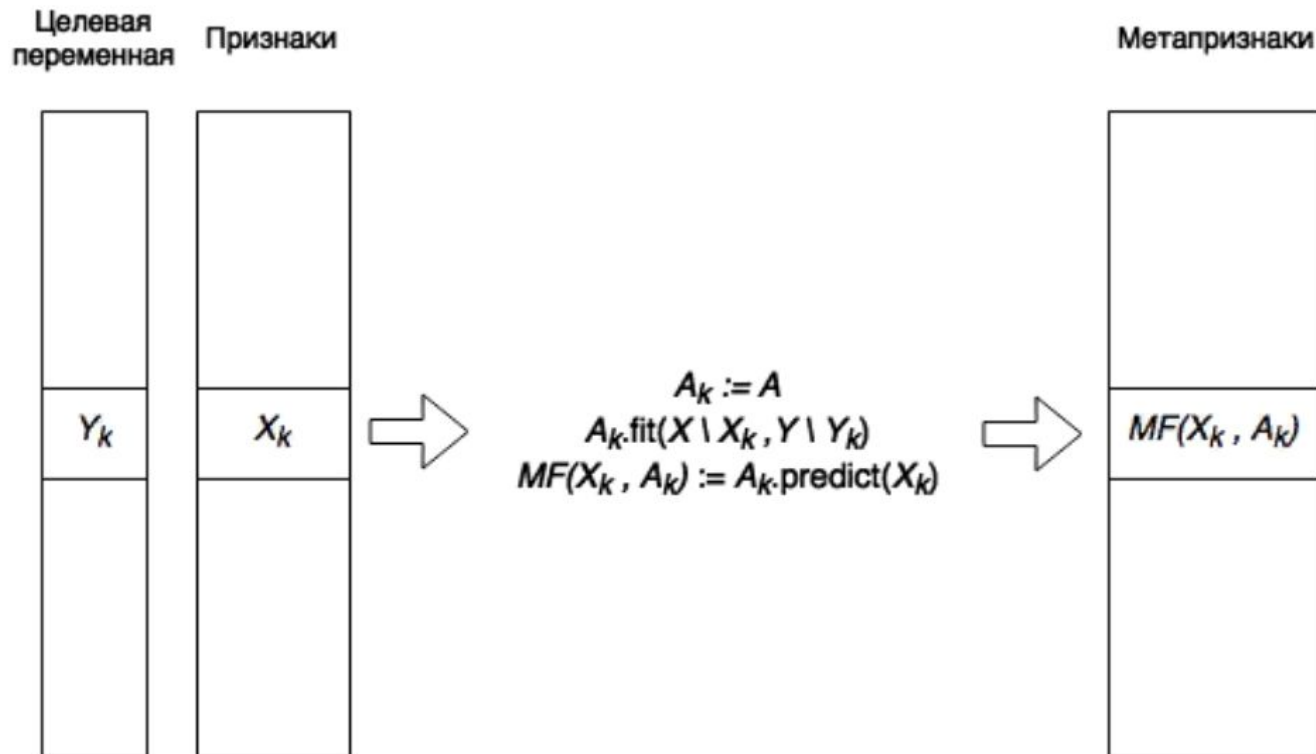 Целевая
переменная
Признаки
Метапризнаки
Y_k
X_k
A_k := A
A_k.fit(X \ X_k , Y \ Y_k)
MF(X_k , A_k) := A_k.predict(X_k)
MF(X_k , A_k)